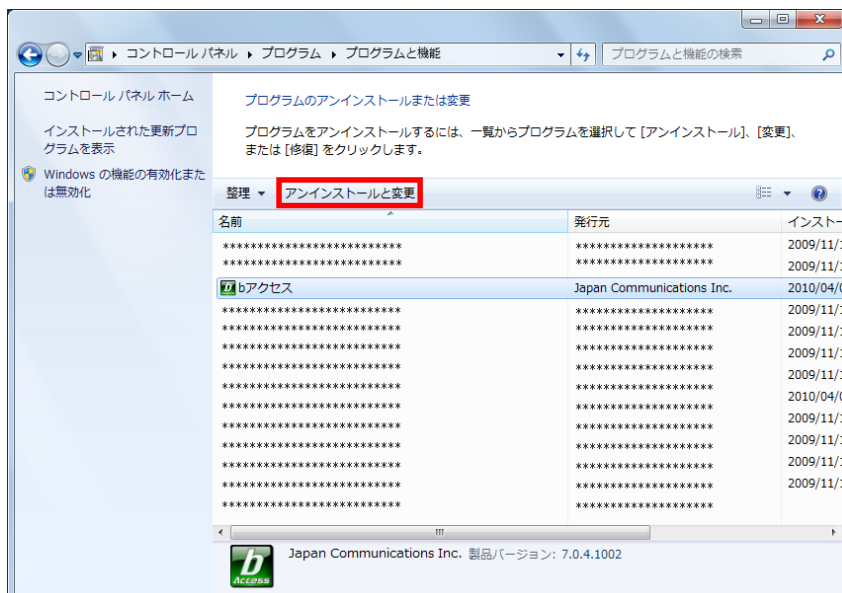 コントロール パネル ▸ プログラム ▸ プログラムと機能
プログラムと機能の検索
コントロール パネル ホーム
インストールされた更新プロ
グラムを表示
Windows の機能の有効化また
は無効化
プログラムのアンインストールまたは変更
プログラムをアンインストールするには、一覧からプログラムを選択して [アンインストール]、[変更]、
または [修復] をクリックします。
整理 アンインストールと変更
名前 発行元 インストー
************************** ******************** 2009/11/
************************** ******************** 2009/11/
bアクセス Japan Communications Inc. 2010/04/
************************** ******************** 2009/11/
************************** ******************** 2009/11/
************************** ******************** 2009/11/
************************** ******************** 2009/11/
************************** ******************** 2010/04/
************************** ******************** 2009/11/
************************** ******************** 2009/11/
************************** ******************** 2009/11/
************************** ******************** 2009/11/
************************** ********************
************************** ********************
b Access
Japan Communications Inc. 製品バージョン: 7.0.4.1002